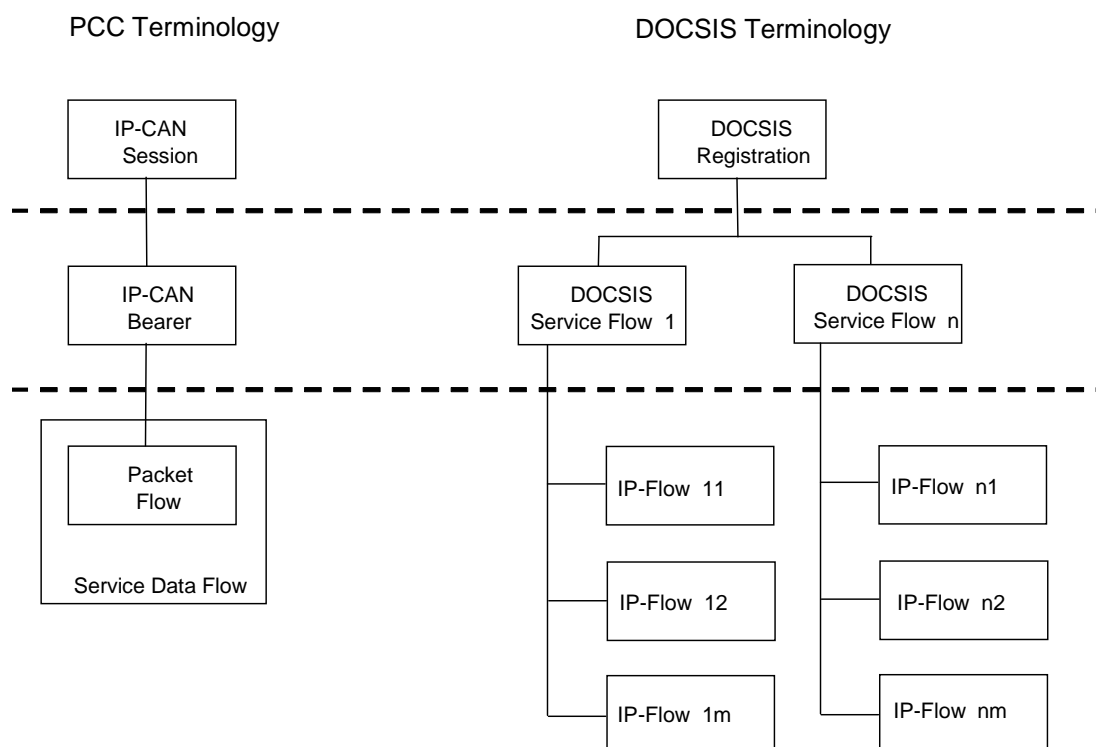 PCC Terminology
DOCSIS Terminology
IP-CAN
Session
DOCSIS
Registration
IP-CAN
Bearer
DOCSIS
Service Flow 1
DOCSIS
Service Flow n
Packet
Flow
Service Data Flow
IP-Flow 11
IP-Flow n1
IP-Flow 12
IP-Flow n2
IP-Flow 1m
IP-Flow nm